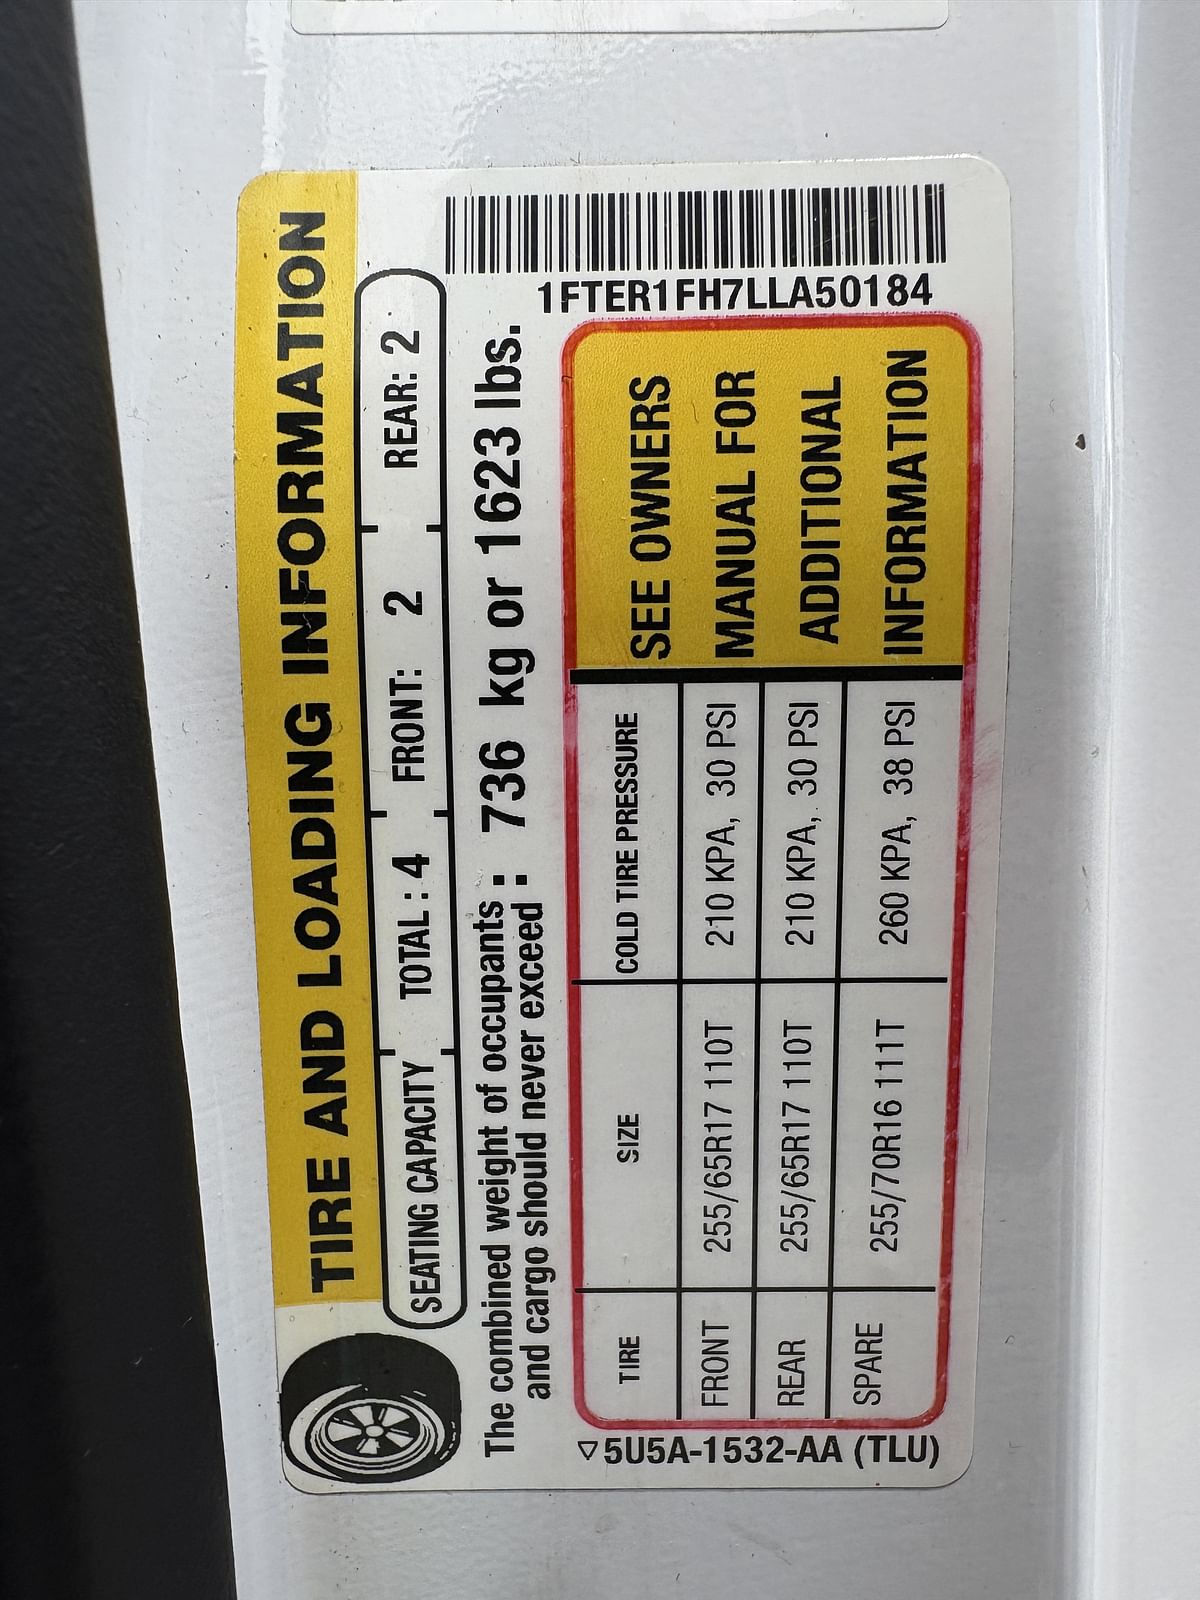 TIRE AND LOADING INFORMATION
SEATING CAPACITY TOTAL : 4 FRONT: 2 REAR: 2
The combined weight of occupants :
and cargo should never exceed :
736 kg or 1623 lbs.
1FTER1FH7LLA50184
TIRE SIZE COLD TIRE PRESSURE
FRONT 255/65R17 110T 210 KPA, 30 PSI
REAR 255/65R17 110T 210 KPA, 30 PSI
SPARE 255/70R16 111T 260 KPA, 38 PSI
SEE OWNERS
MANUAL FOR
ADDITIONAL
INFORMATION
5U5A-1532-AA (TLU)